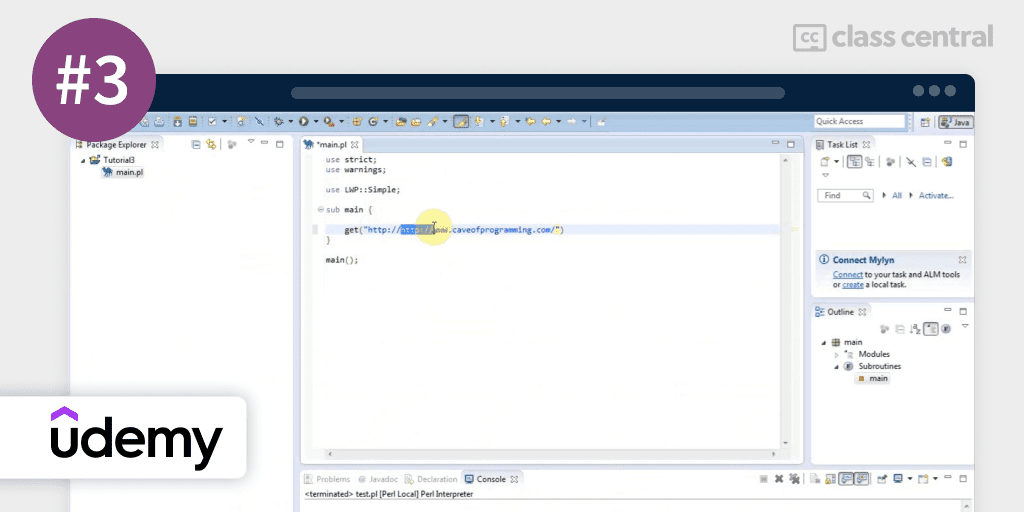 #3
class central
Quick Access
Java
Package Explorer
Tutorial3
main.pl
*main.pl
use strict;
use warnings;
use LWP::Simple;
sub main {
get("http://http://www.caveofprogramming.com/")
}
main();
Task List
Find
All
Activate...
Connect Mylyn
Connect to your task and ALM tools
or create a local task.
Outline
main
Modules
Subroutines
main
udemy
Problems
Javadoc
Declaration
Console
<terminated> test.pl [Perl Local] Perl Interpreter